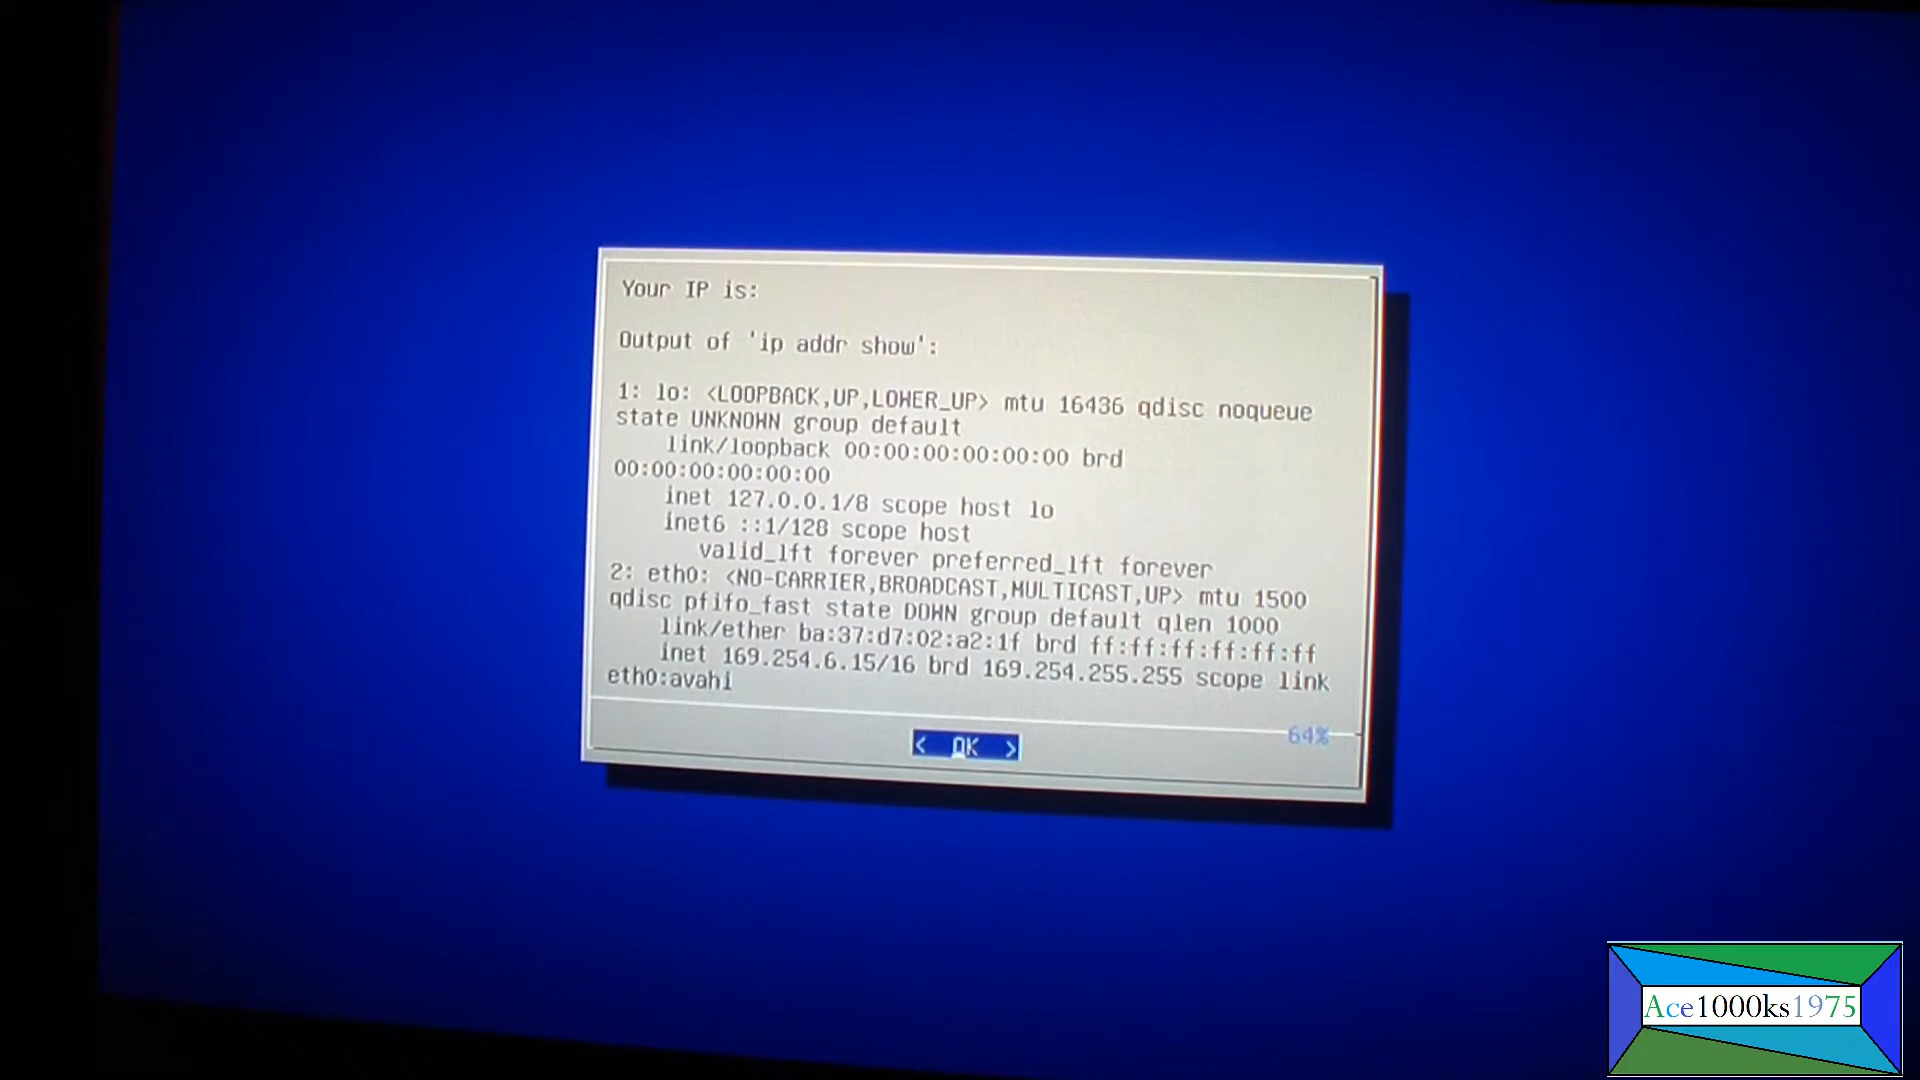 Your IP is:
Output of 'ip addr show':
1: lo: <LOOPBACK,UP,LOWER_UP> mtu 16436 qdisc noqueue
state UNKNOWN group default
link/loopback 00:00:00:00:00:00 brd
00:00:00:00:00:00
inet 127.0.0.1/8 scope host lo
inet6 ::1/128 scope host
valid_lft forever preferred_lft forever
2: eth0: <NO-CARRIER,BROADCAST,MULTICAST,UP> mtu 1500
qdisc pfifo_fast state DOWN group default qlen 1000
link/ether ba:37:d7:02:a2:1f brd ff:ff:ff:ff:ff:ff
inet 169.254.6.15/16 brd 169.254.255.255 scope link
eth0:avahi
64%
< OK >
Ace1000ks1975